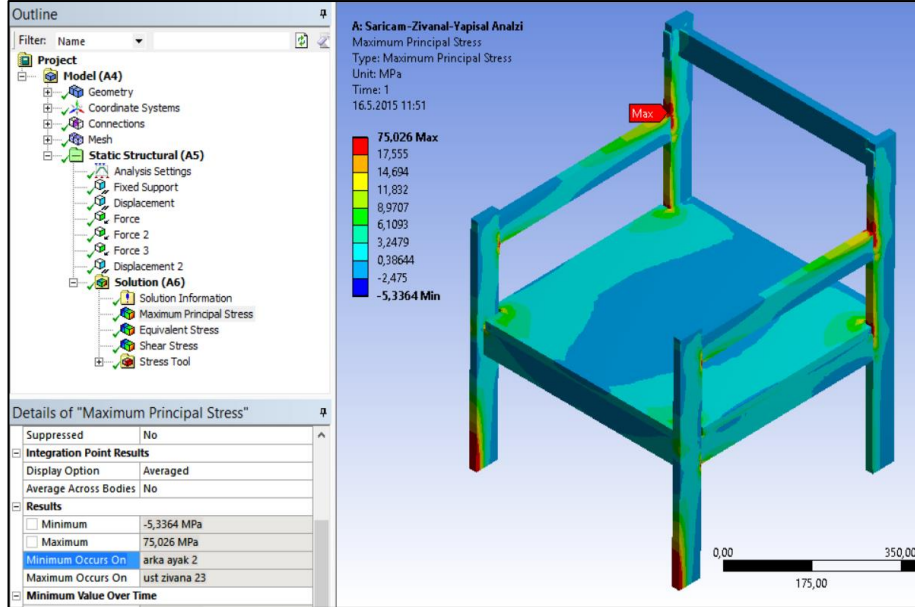 Outline
Filter: Name
Project
Model (A4)
Geometry
Coordinate Systems
Connections
Mesh
Static Structural (A5)
Analysis Settings
Fixed Support
Displacement
Force
Force 2
Force 3
Displacement 2
Solution (A6)
Solution Information
Maximum Principal Stress
Equivalent Stress
Shear Stress
Stress Tool
Details of "Maximum Principal Stress"
Suppressed No
Integration Point Results
Display Option Averaged
Average Across Bodies No
Results
Minimum -5,3364 MPa
Maximum 75,026 MPa
Minimum Occurs On arka ayak 2
Maximum Occurs On ust zivana 23
Minimum Value Over Time
A: Saricam-Zivanal-Yapisal Analzi
Maximum Principal Stress
Type: Maximum Principal Stress
Unit: MPa
Time: 1
16.5.2015 11:51
75,026 Max
17,555
14,694
11,832
8,9707
6,1093
3,2479
0,38644
-2,475
-5,3364 Min
Max
0,00 350,00
175,00